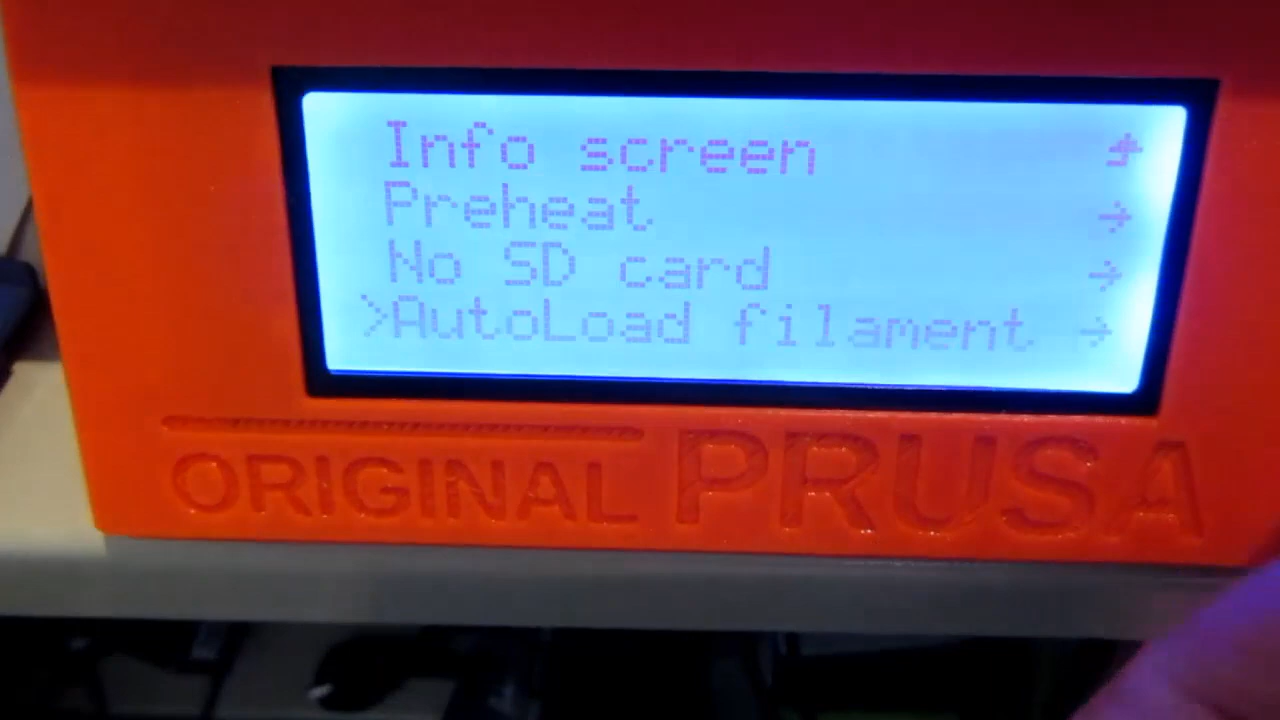 Info screen
Preheat →
No SD card →
>AutoLoad filament →
ORIGINAL PRUSA